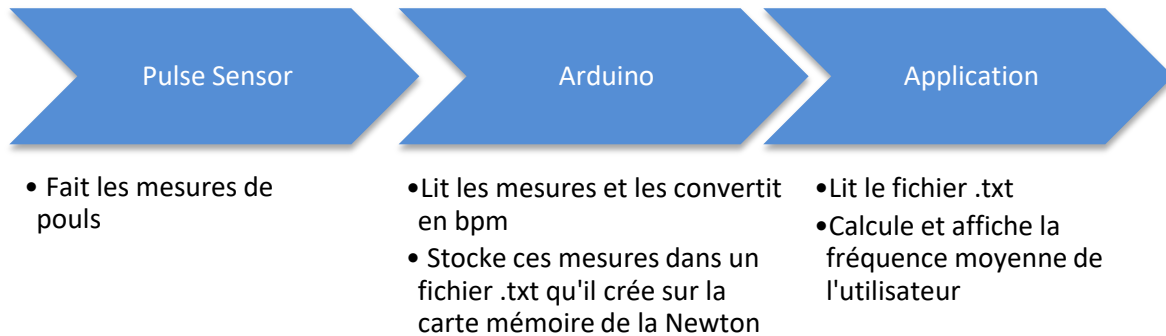 Pulse Sensor
Arduino
Application
• Fait les mesures de
pouls
•Lit les mesures et les convertit
en bpm
• Stocke ces mesures dans un
fichier .txt qu'il crée sur la
carte mémoire de la Newton
•Lit le fichier .txt
•Calcule et affiche la
fréquence moyenne de
l'utilisateur